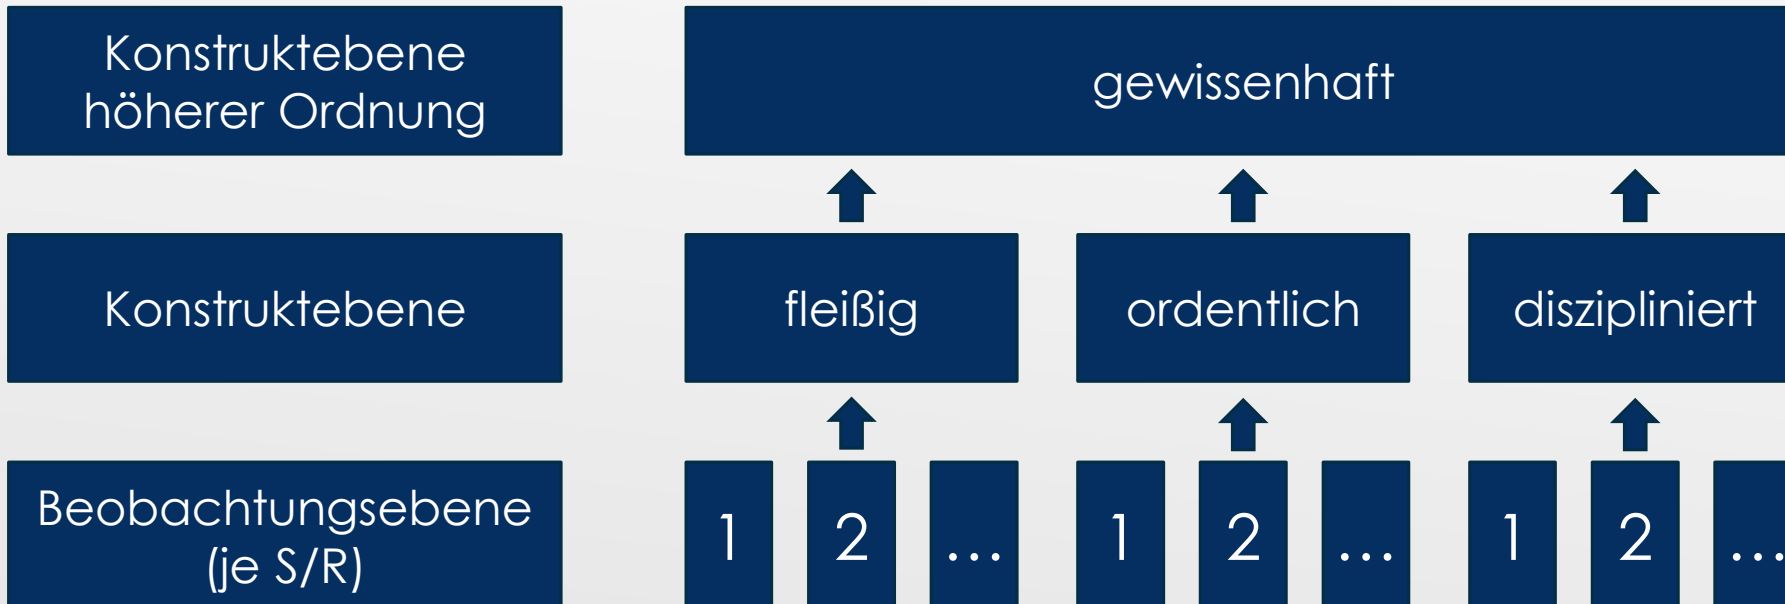 Konstruktebene
höherer Ordnung
gewissenhaft
Konstruktebene
fleißig
ordentlich
diszipliniert
Beobachtungsebene
(je S/R)
1
2
...
1
2
...
1
2
...